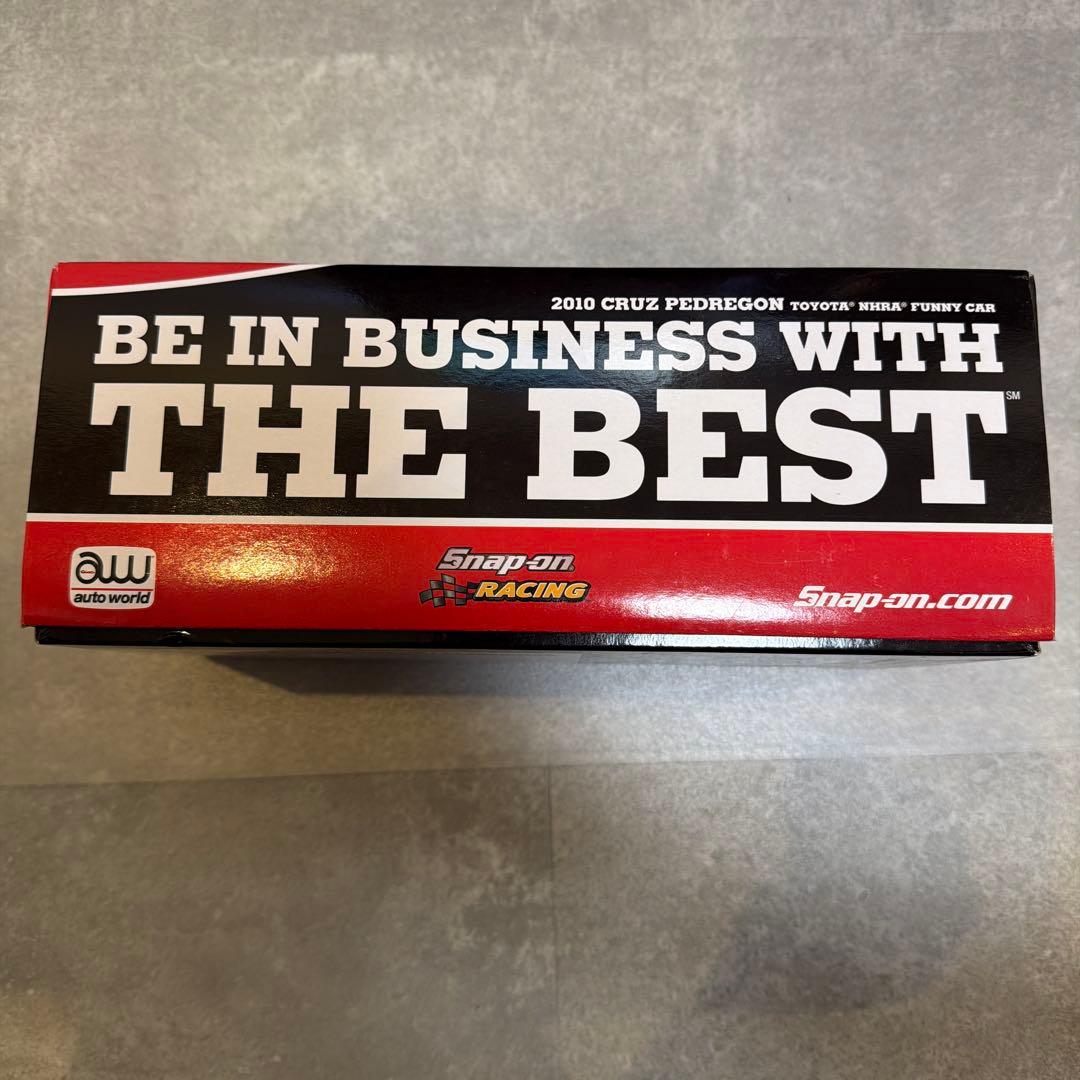 2010 CRUZ PEDREGON TOYOTA® NHRA® FUNNY CAR
BE IN BUSINESS WITH
THE BEST℠
aw
auto world
Snap-on
RACING
Snap-on.com